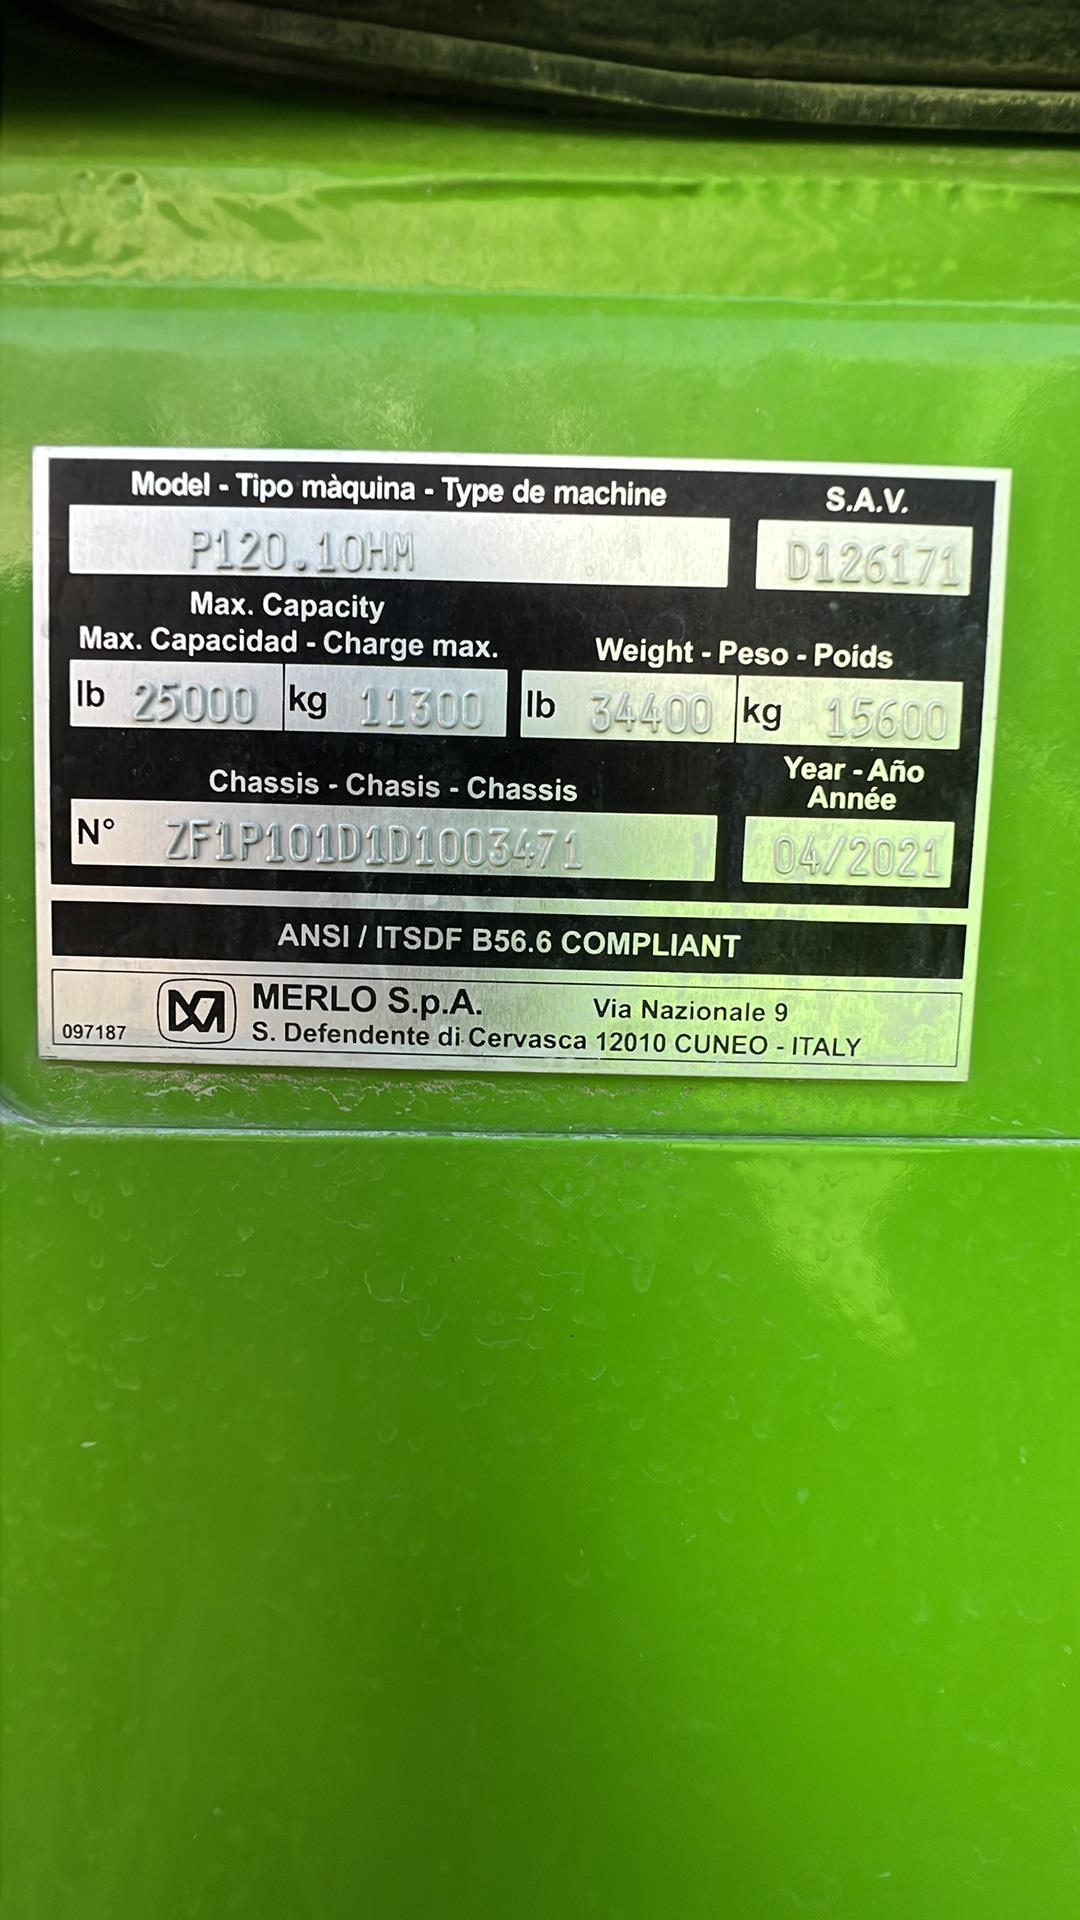 Model - Tipo màquina - Type de machine
S.A.V.
P120.10HM
D126171
Max. Capacity
Max. Capacidad - Charge max.
Weight - Peso - Poids
lb 25000 kg 11300 lb 34400 kg 15600
Chassis - Chasis - Chassis
Year - Año
Année
N° ZF1P101D1D1003471
04/2021
ANSI / ITSDF B56.6 COMPLIANT
MERLO S.p.A. Via Nazionale 9
097187 S. Defendente di Cervasca 12010 CUNEO - ITALY